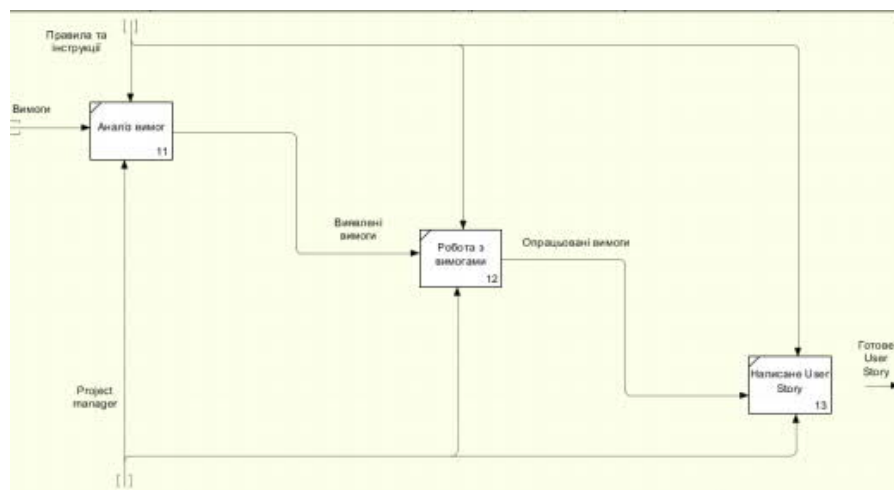 Правила та
інструкції
Вимоги
Аналіз вимог
11
Виявлені
вимоги
Робота з
вимогами
12
Опрацьовані вимоги
Написане User
Story
13
Готове
User
Story
Project
manager